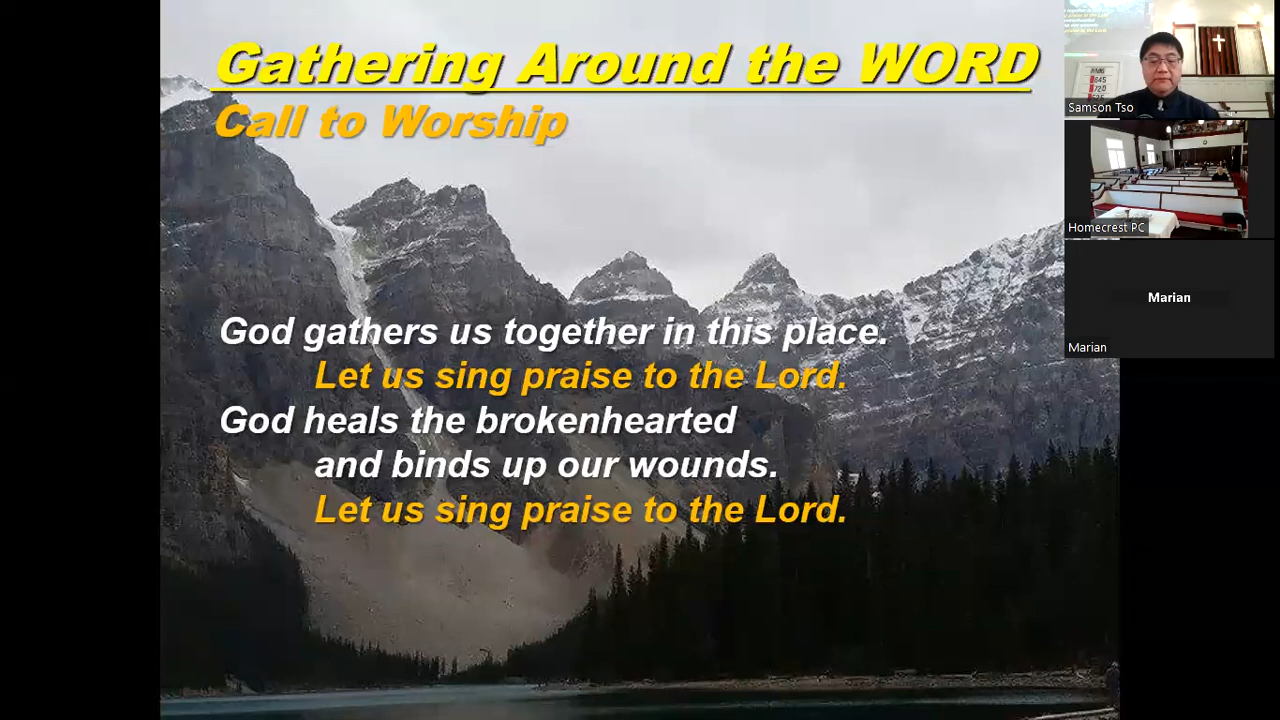 Gathering Around the WORD
Call to Worship
God gathers us together in this place.
Let us sing praise to the Lord.
God heals the brokenhearted
and binds up our wounds.
Let us sing praise to the Lord.
Samson Tso
Homecrest PC
Marian
Marian